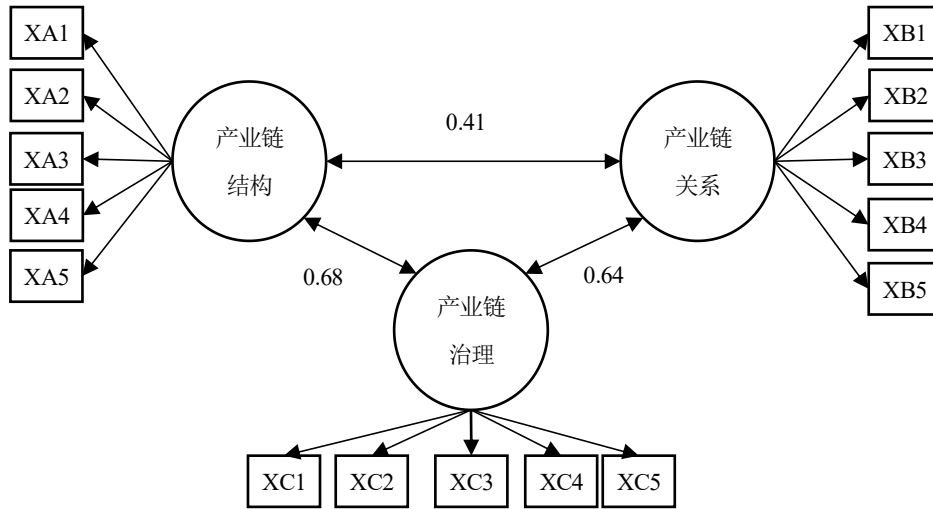 XA1
XA2
XA3
XA4
XA5
产业链
结构
0.41
产业链
关系
XB1
XB2
XB3
XB4
XB5
0.68
0.64
产业链
治理
XC1
XC2
XC3
XC4
XC5